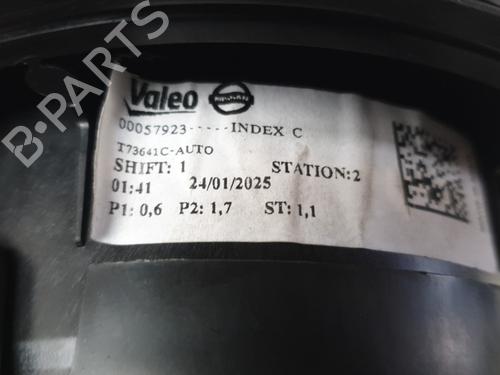 Valeo NISSAN
00057923-----INDEX C
T73641C-AUTO
SHIFT: 1 STATION:2
01:41 24/01/2025
P1: 0,6 P2: 1,7 ST: 1,1